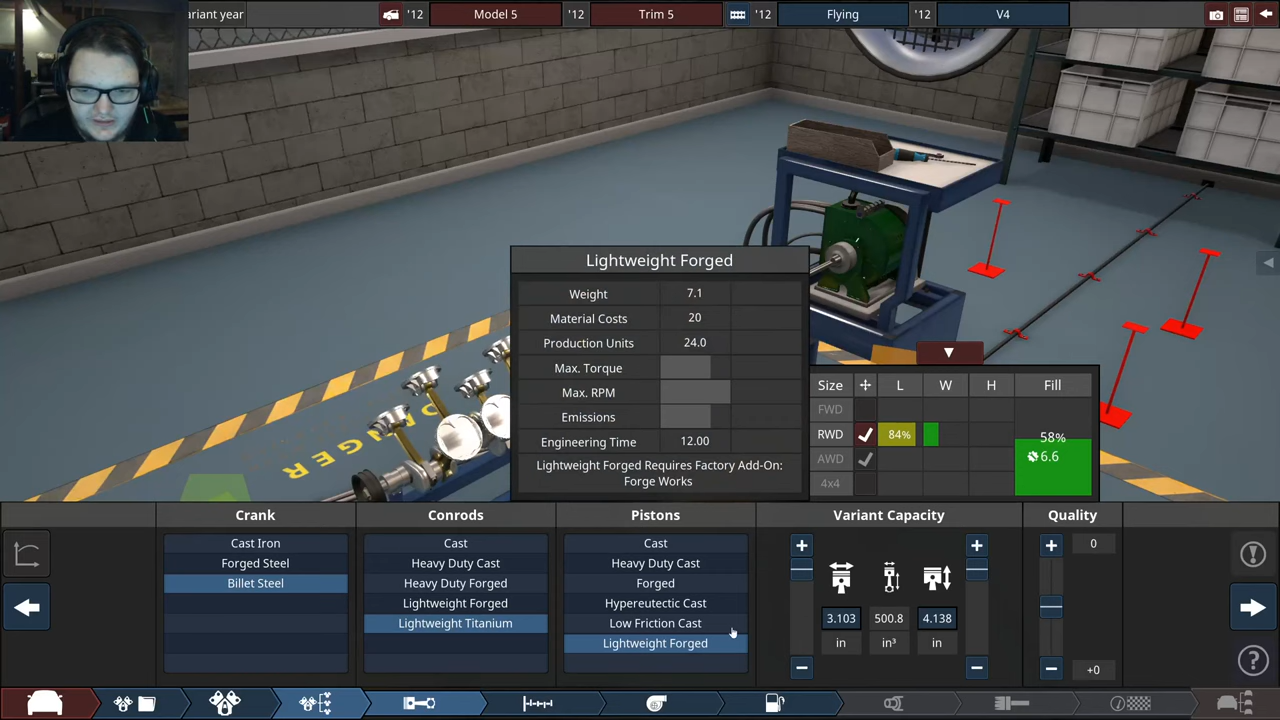 ariant year
'12
Model 5
'12
Trim 5
'12
Flying
'12
V4
Lightweight Forged
Weight 7.1
Material Costs 20
Production Units 24.0
Max. Torque
Max. RPM
Emissions
Engineering Time 12.00
Lightweight Forged Requires Factory Add-On:
Forge Works
Size L W H Fill
FWD
RWD 84%
AWD
4x4
58%
6.6
Crank
Cast Iron
Forged Steel
Billet Steel
Conrods
Cast
Heavy Duty Cast
Heavy Duty Forged
Lightweight Forged
Lightweight Titanium
Pistons
Cast
Heavy Duty Cast
Forged
Hypereutectic Cast
Low Friction Cast
Lightweight Forged
Variant Capacity
+ +
3.103 500.8 4.138
in in³ in
− −
Quality
+ 0
− +0